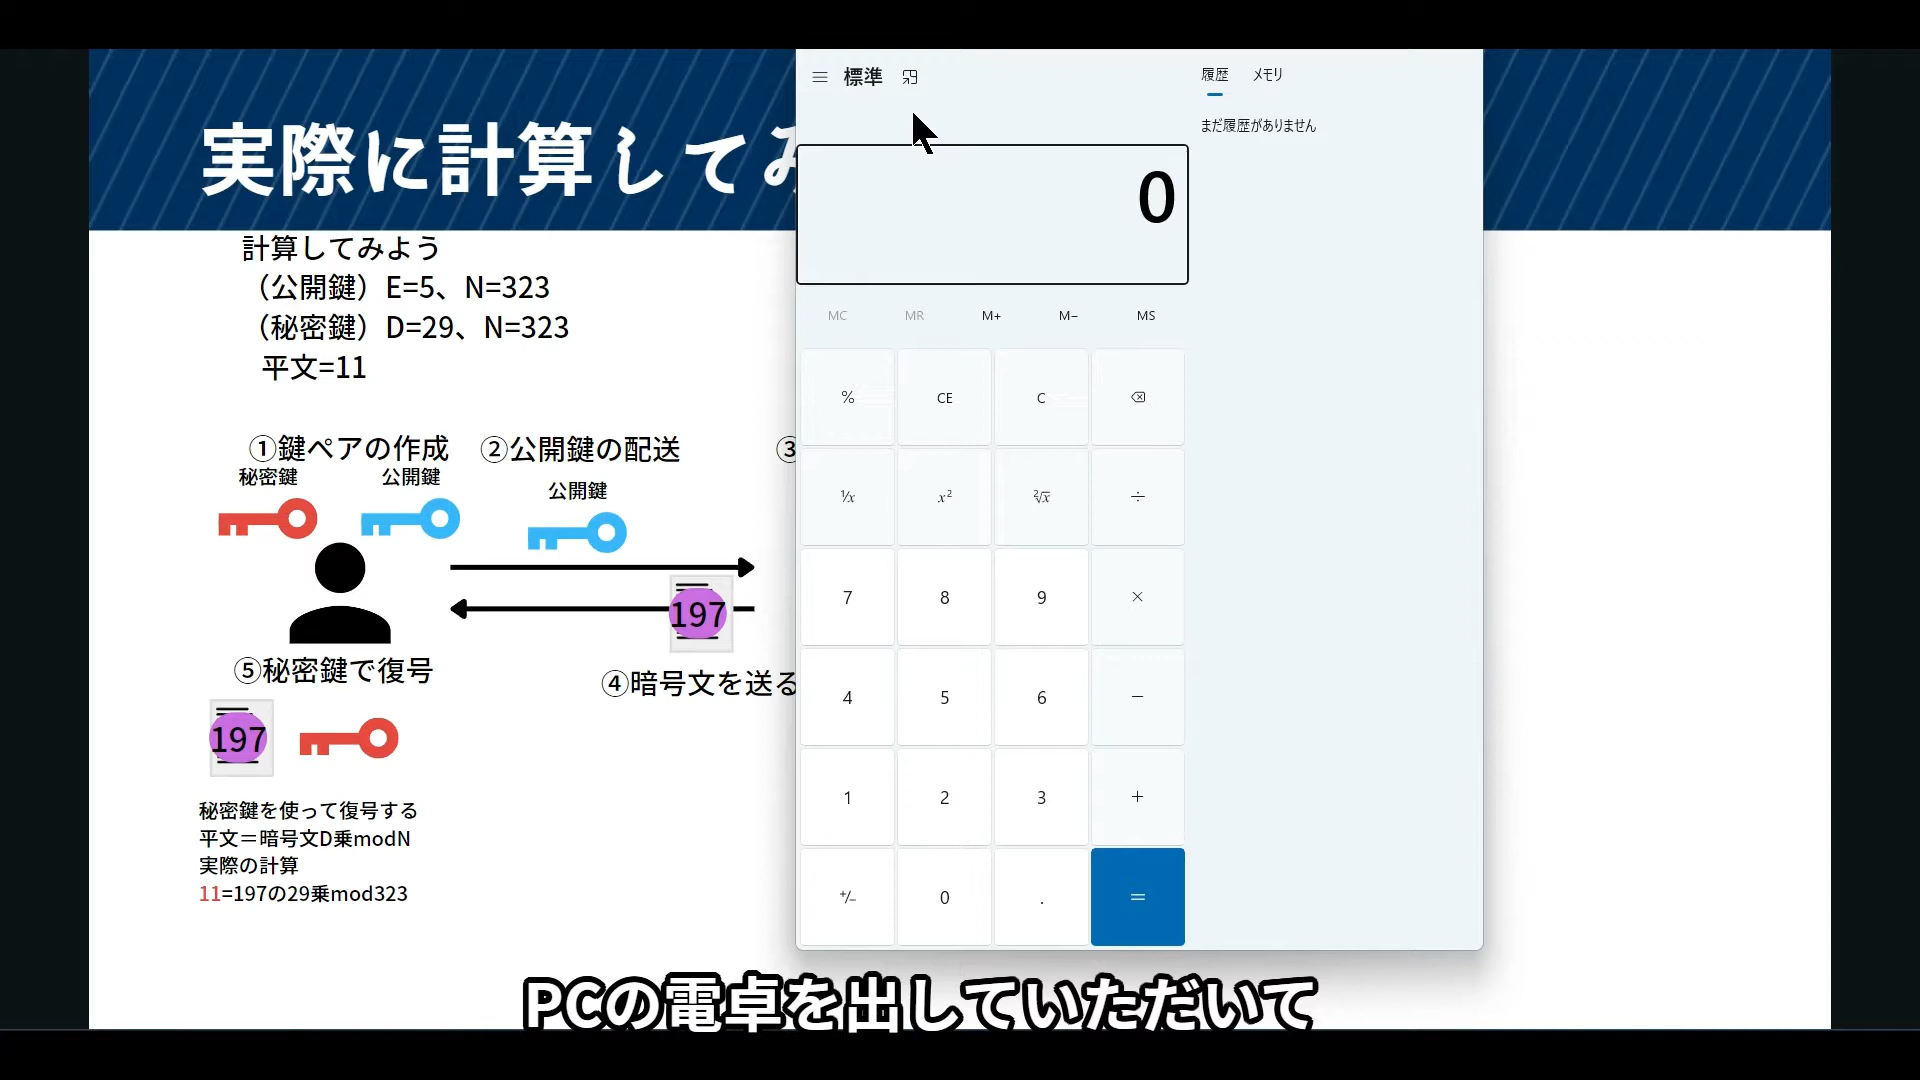 実際に計算してみ
計算してみよう
（公開鍵）E=5、N=323
（秘密鍵）D=29、N=323
平文=11
①鍵ペアの作成
秘密鍵
公開鍵
②公開鍵の配送
公開鍵
③
197
④暗号文を送る
⑤秘密鍵で復号
197
秘密鍵を使って復号する
平文＝暗号文D乗modN
実際の計算
11=197の29乗mod323
標準
0
MC MR M+ M− MS
% CE C
⅟x x² ²√x ÷
7 8 9 ×
4 5 6 −
1 2 3 +
+/− 0 . =
履歴 メモリ
まだ履歴がありません
PCの電卓を出していただいて